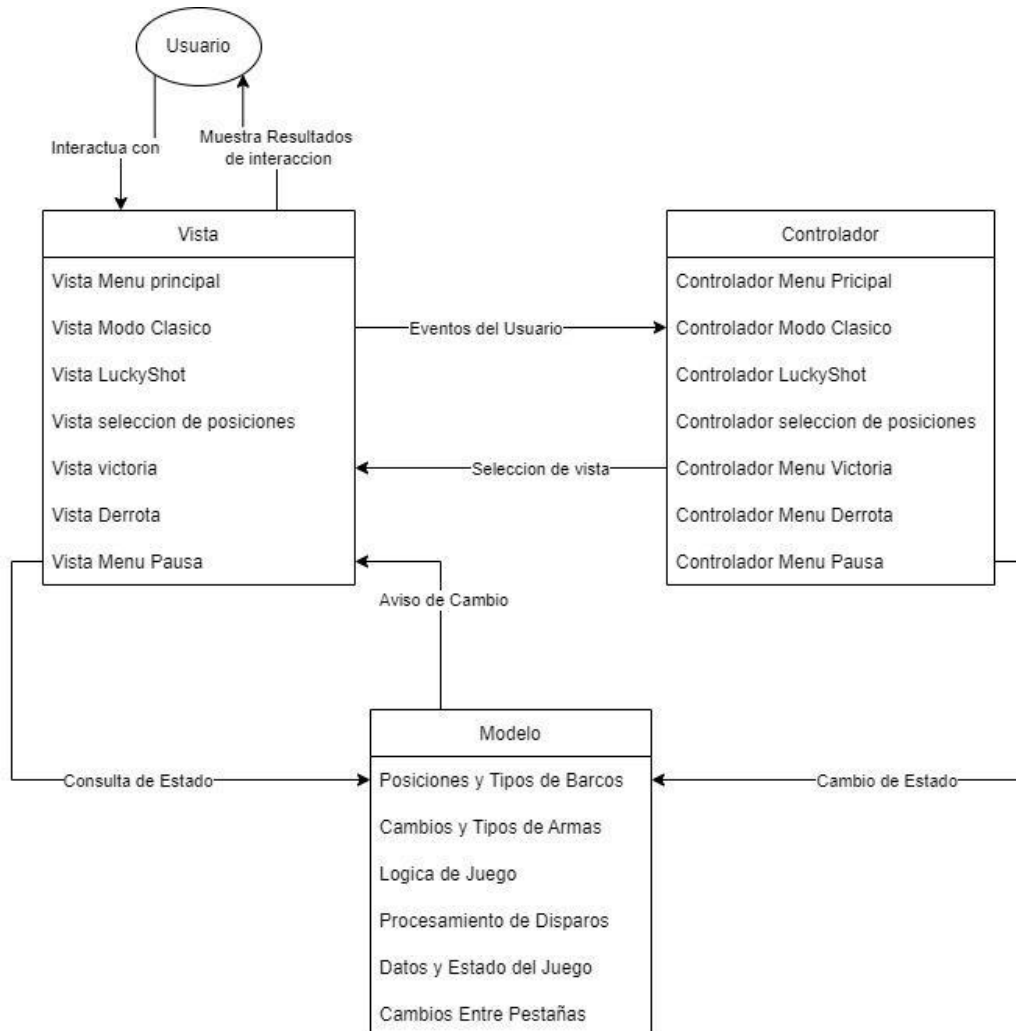 Usuario
Interactua con
Muestra Resultados
de interaccion
Vista
Vista Menu principal
Vista Modo Clasico
Vista LuckyShot
Vista seleccion de posiciones
Vista victoria
Vista Derrota
Vista Menu Pausa
Eventos del Usuario
Seleccion de vista
Controlador
Controlador Menu Pricipal
Controlador Modo Clasico
Controlador LuckyShot
Controlador seleccion de posiciones
Controlador Menu Victoria
Controlador Menu Derrota
Controlador Menu Pausa
Aviso de Cambio
Consulta de Estado
Cambio de Estado
Modelo
Posiciones y Tipos de Barcos
Cambios y Tipos de Armas
Logica de Juego
Procesamiento de Disparos
Datos y Estado del Juego
Cambios Entre Pestañas